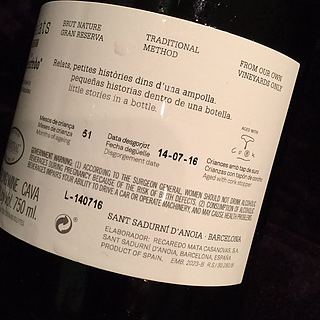 BRUT NATURE
GRAN RESERVA
TRADITIONAL
METHOD
FROM OUR OWN
VINEYARDS ONLY
Relats, petites històries dins d'una ampolla.
pequeñas historias dentro de una botella.
little stories in a bottle.
Mesos de criança
Meses de crianza
Months of ageing
51
Data desgorjat
Fecha degüelle
Disgorgement date
14-07-16
AGED WITH
Criances amb tap de suro
Crianzas con tapón de corcho
Aged with cork stopper
GOVERNMENT WARNING: (1) ACCORDING TO THE SURGEON GENERAL, WOMEN SHOULD NOT DRINK ALCOHOLIC
BEVERAGES DURING PREGNANCY BECAUSE OF THE RISK OF BIRTH DEFECTS. (2) CONSUMPTION OF ALCOHOLIC
BEVERAGES IMPAIRS YOUR ABILITY TO DRIVE A CAR OR OPERATE MACHINERY, AND MAY CAUSE HEALTH PROBLEMS.
CAVA
750 ml.
L-140716
SANT SADURNÍ D'ANOIA · BARCELONA
ELABORADOR: RECAREDO MATA CASANOVAS, S.A.
SANT SADURNÍ D'ANOIA, BARCELONA, ESPAÑA
PRODUCT OF SPAIN.